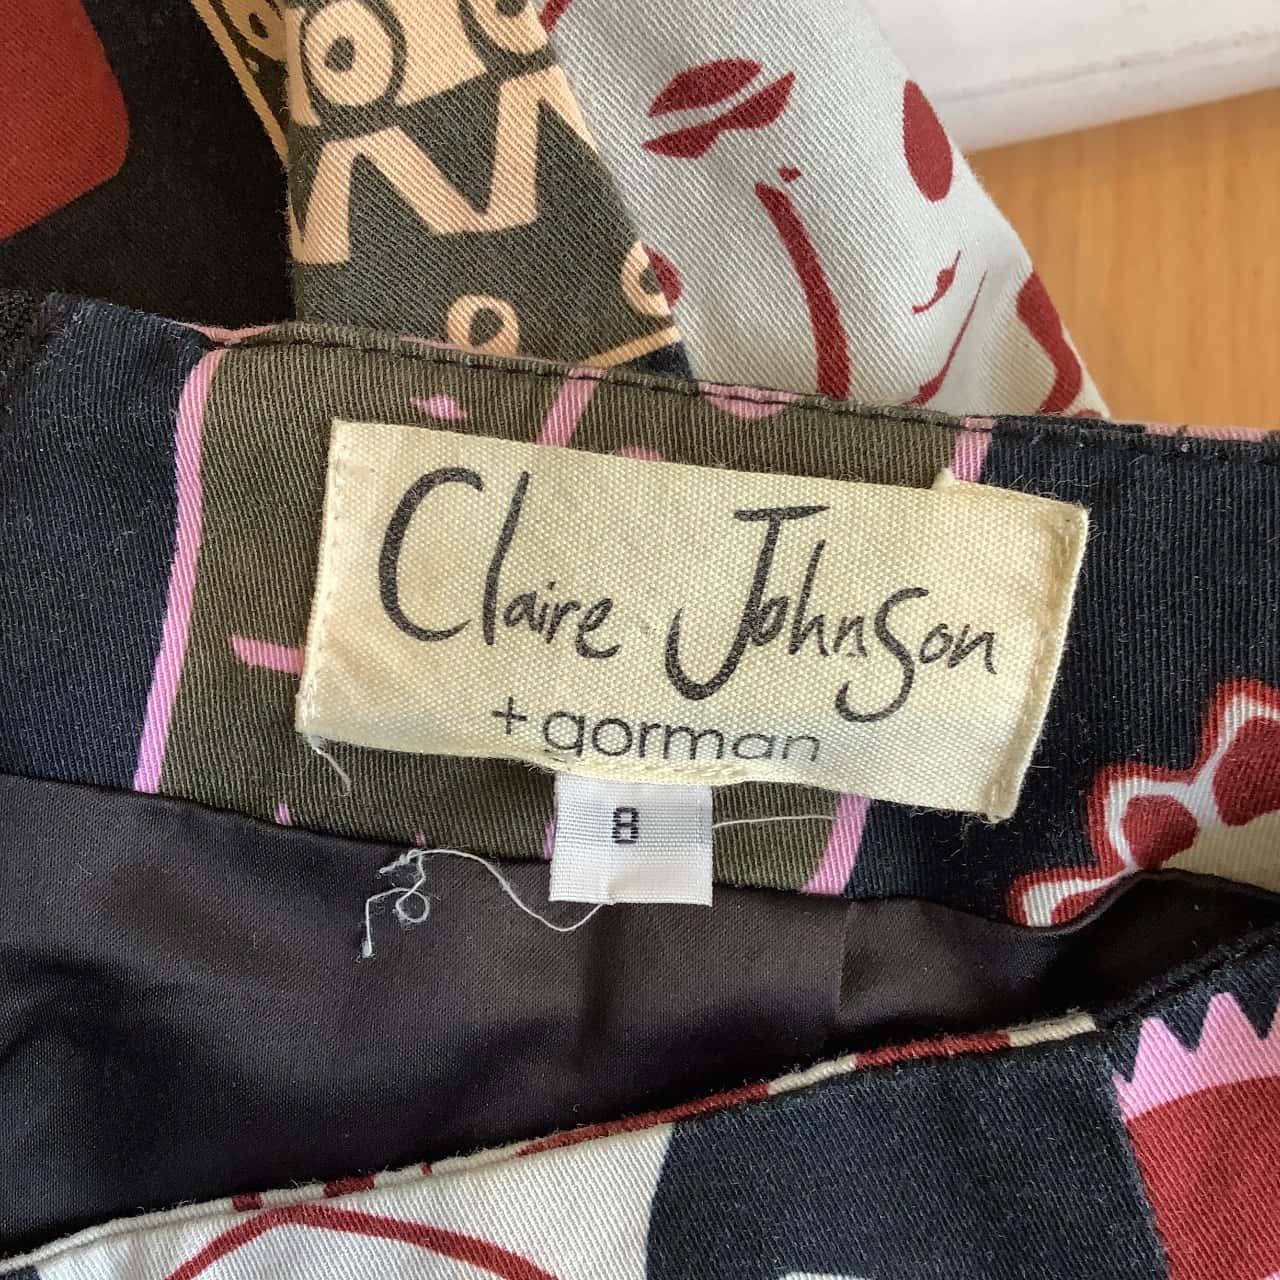 Claire Johnson
+ gorman
8